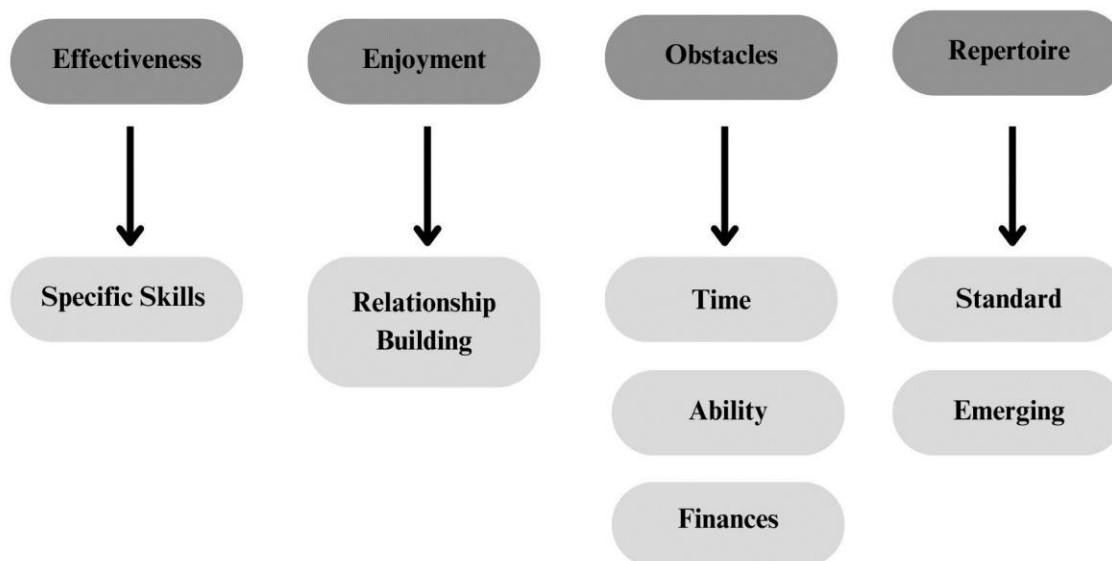 Effectiveness
Enjoyment
Obstacles
Repertoire
Specific Skills
Relationship
Building
Time
Standard
Ability
Emerging
Finances